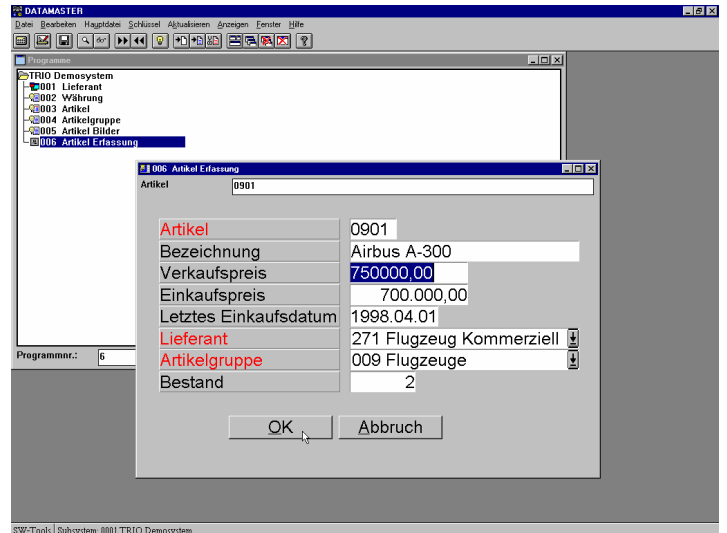 DATAMASTER
Datei Bearbeiten Hauptdatei Schlüssel Aktualisieren Anzeigen Fenster Hilfe
Programme
TRIO Demosystem
001 Lieferant
002 Währung
003 Artikel
004 Artikelgruppe
005 Artikel Bilder
006 Artikel Erfassung
Programmnr.: 6
006 Artikel Erfassung
Artikel 0901
Artikel 0901
Bezeichnung Airbus A-300
Verkaufspreis 750000,00
Einkaufspreis 700.000,00
Letztes Einkaufsdatum 1998.04.01
Lieferant 271 Flugzeug Kommerziell
Artikelgruppe 009 Flugzeuge
Bestand 2
OK Abbruch
SW-Tools Subsystem: 0001 TRIO Demosystem